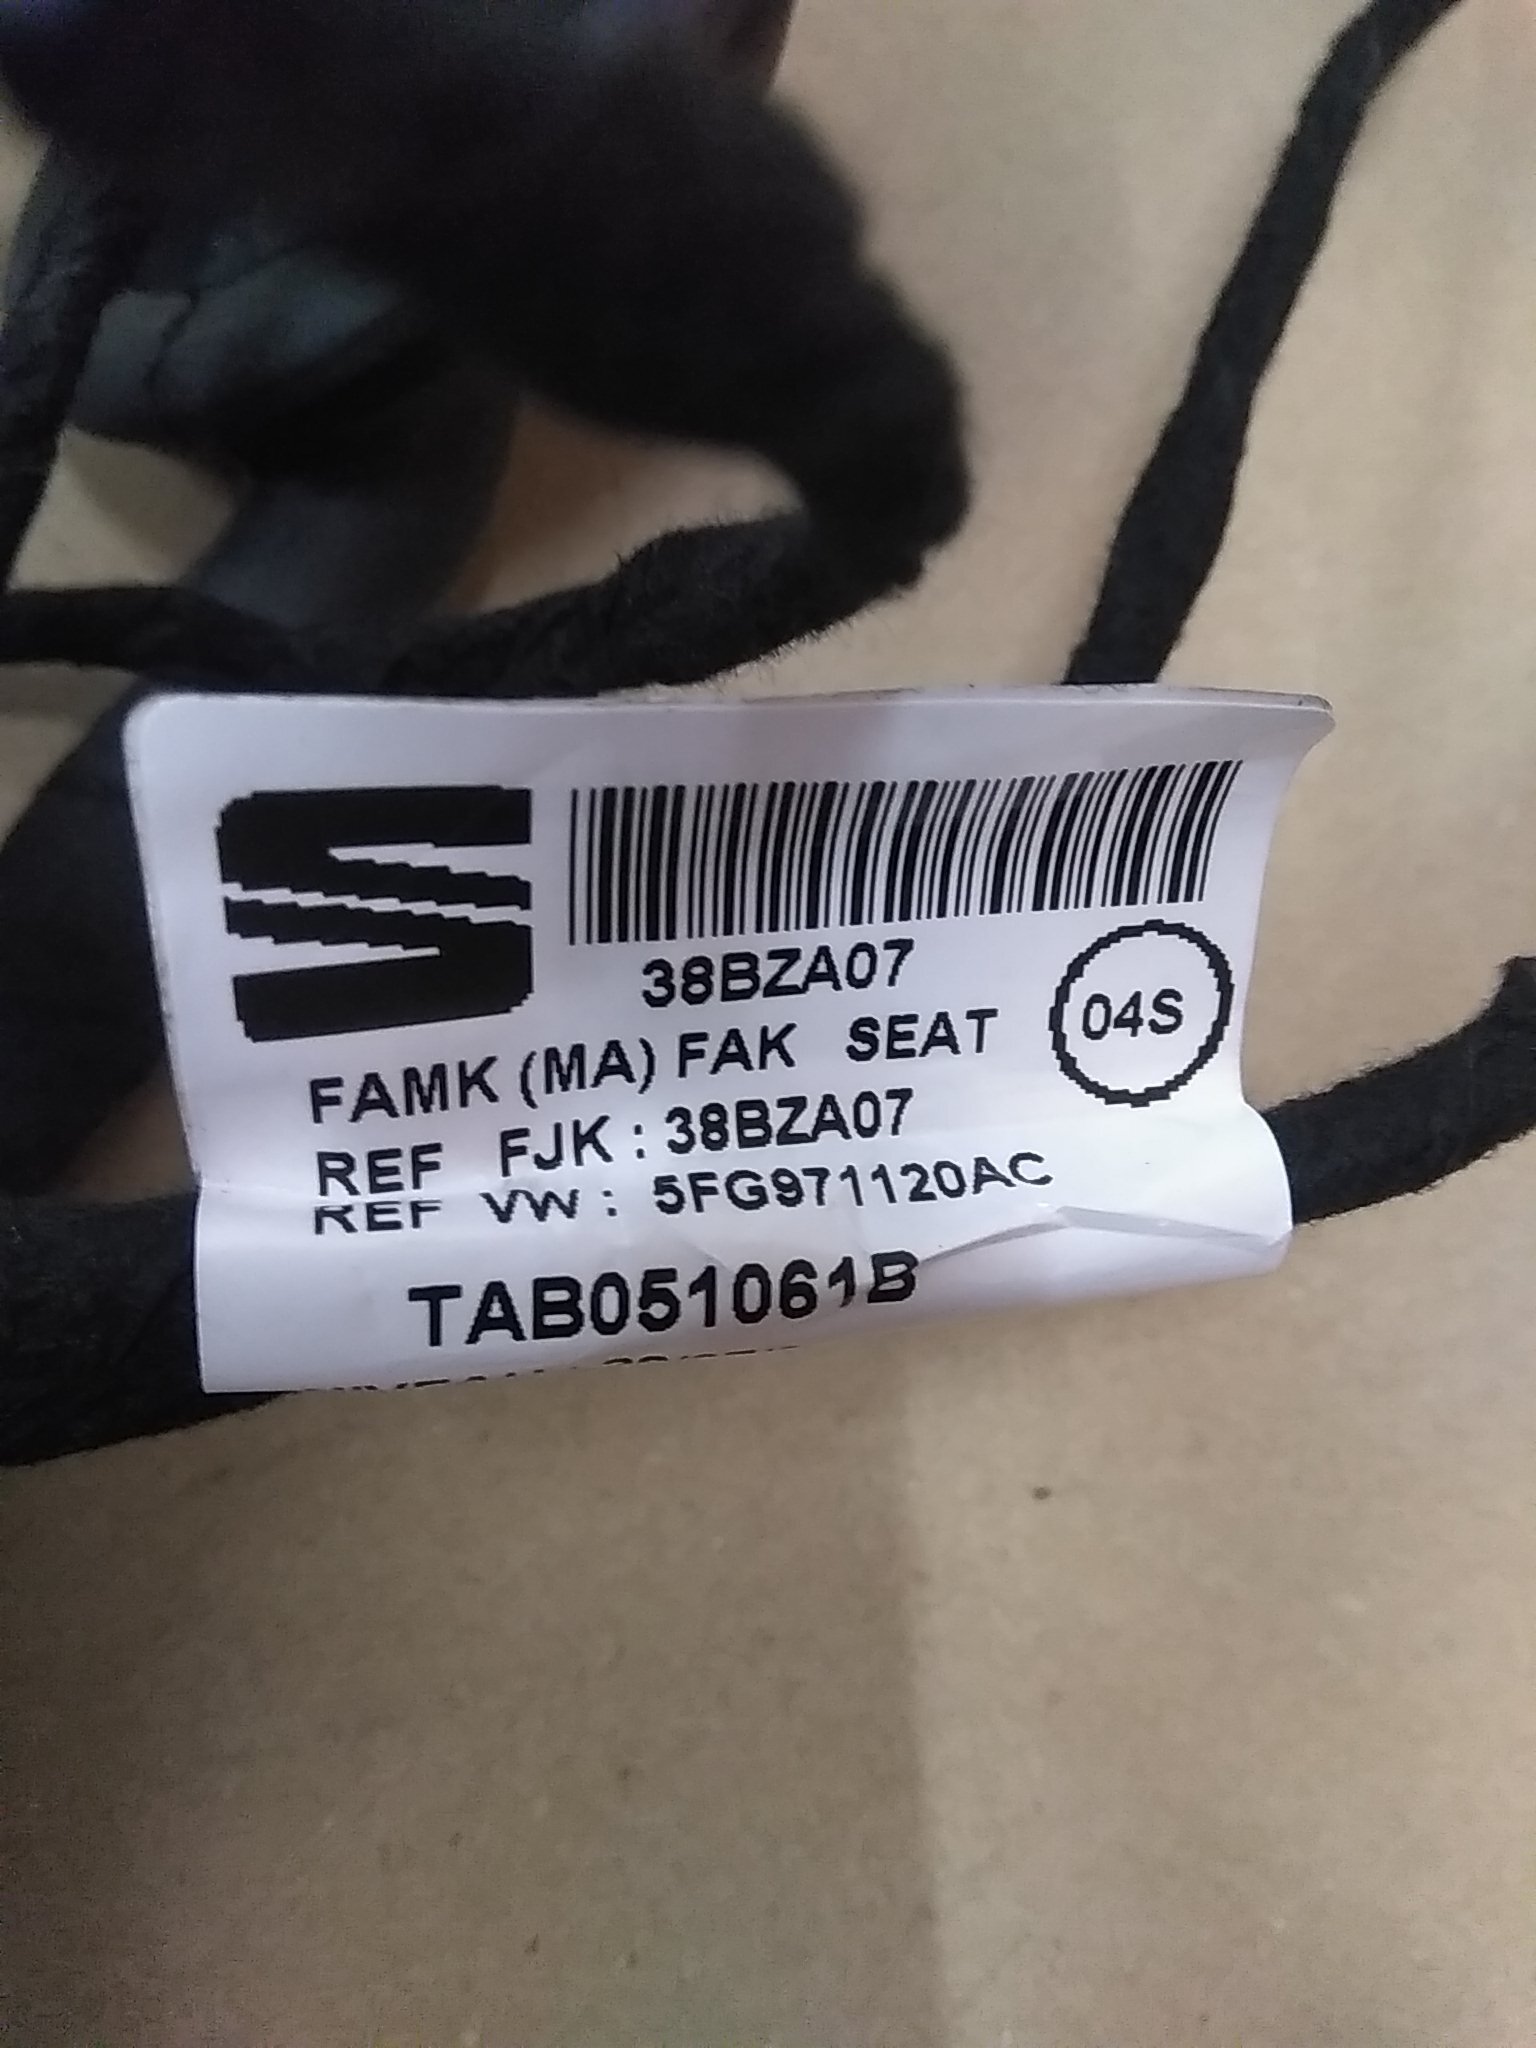 38BZA07
04S
FAMK (MA) FAK SEAT
REF FJK : 38BZA07
REF VW : 5FG971120AC
TAB051061B